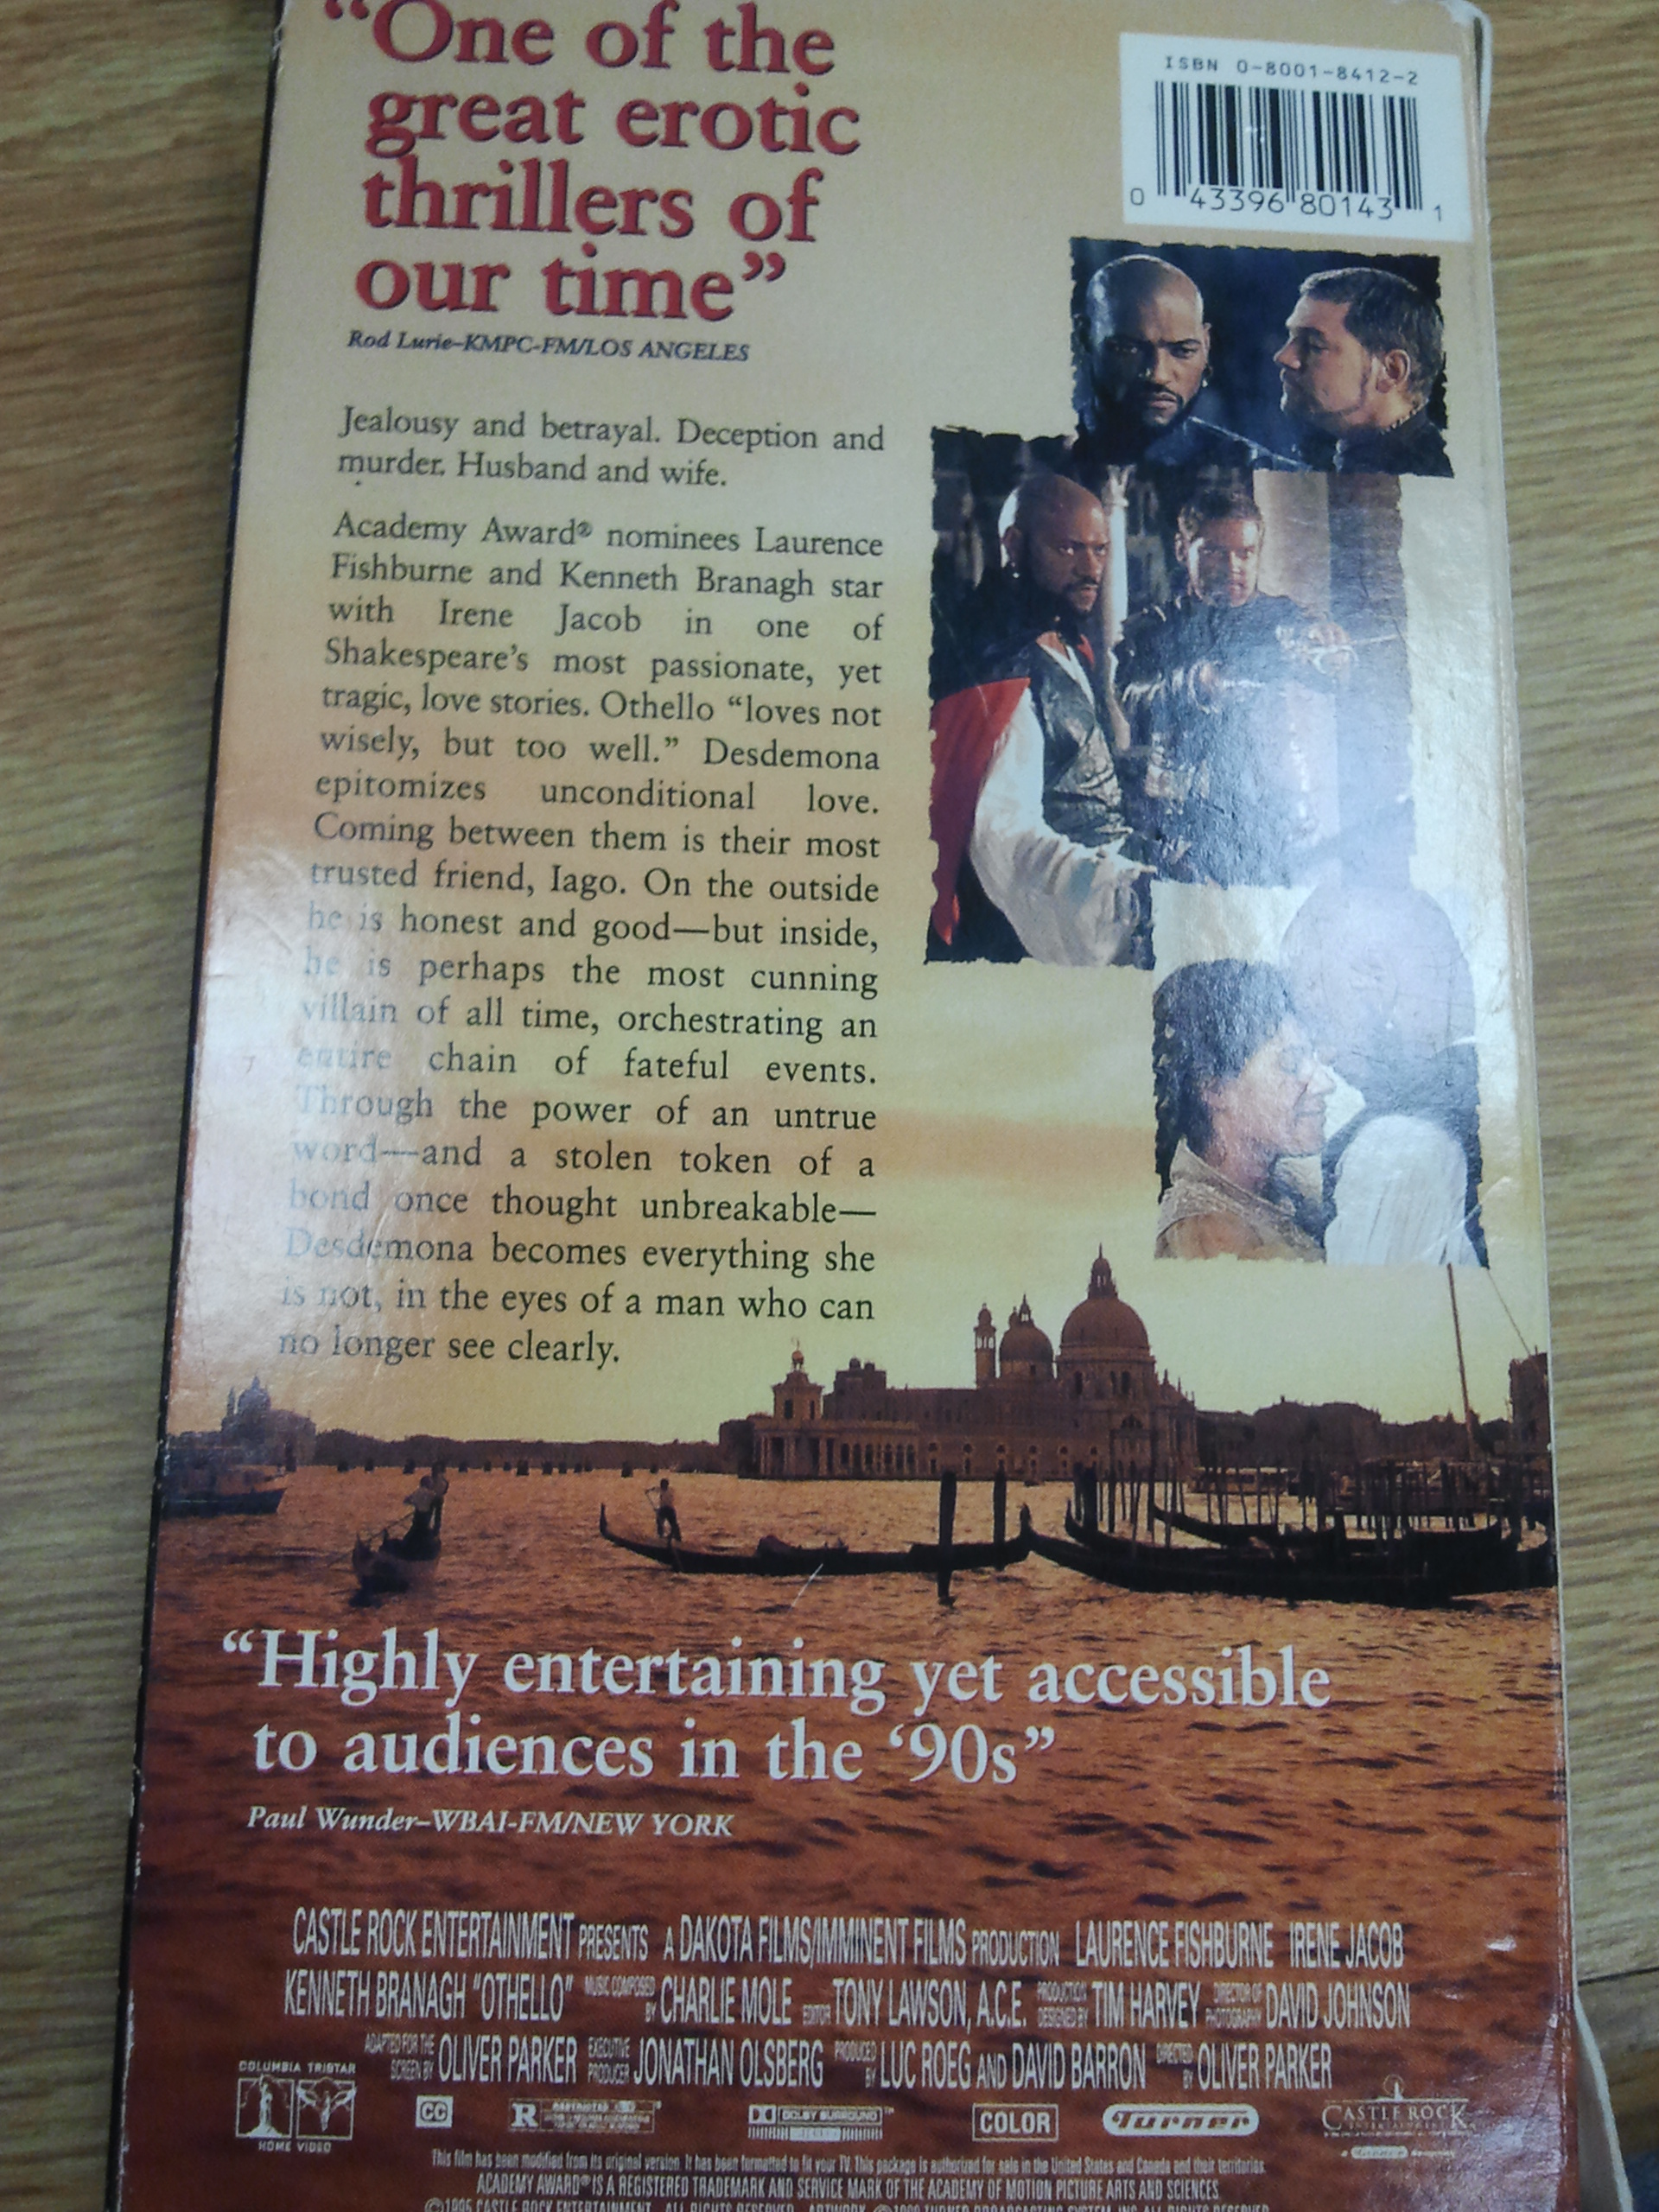 “One of the
great erotic
thrillers of
our time”
Rod Lurie–KMPC-FM/LOS ANGELES
ISBN 0-8001-8412-2
0 43396 80143 1
Jealousy and betrayal. Deception and
murder. Husband and wife.
Academy Award® nominees Laurence
Fishburne and Kenneth Branagh star
with Irene Jacob in one of
Shakespeare’s most passionate, yet
tragic, love stories. Othello “loves not
wisely, but too well.” Desdemona
epitomizes unconditional love.
Coming between them is their most
trusted friend, Iago. On the outside
he is honest and good—but inside,
he is perhaps the most cunning
villain of all time, orchestrating an
entire chain of fateful events.
Through the power of an untrue
word—and a stolen token of a
bond once thought unbreakable—
Desdemona becomes everything she
is not, in the eyes of a man who can
no longer see clearly.
“Highly entertaining yet accessible
to audiences in the ‘90s”
Paul Wunder–WBAI-FM/NEW YORK
CASTLE ROCK ENTERTAINMENT PRESENTS A DAKOTA FILMS/IMMINENT FILMS PRODUCTION LAURENCE FISHBURNE IRENE JACOB
KENNETH BRANAGH "OTHELLO" MUSIC COMPOSED BY CHARLIE MOLE EDITOR TONY LAWSON, A.C.E. PRODUCTION DESIGNED BY TIM HARVEY DIRECTOR OF PHOTOGRAPHY DAVID JOHNSON
ADAPTED FOR THE SCREEN BY OLIVER PARKER EXECUTIVE PRODUCER JONATHAN OLSBERG PRODUCED BY LUC ROEG AND DAVID BARRON DIRECTED BY OLIVER PARKER
COLUMBIA TRISTAR
HOME VIDEO
CC
R RESTRICTED
DOLBY SURROUND™
COLOR
Turner
CASTLE ROCK
ENTERTAINMENT
This film has been modified from its original version. It has been formatted to fit your TV. This package is authorized for sale in the United States and Canada and their territories.
ACADEMY AWARD® IS A REGISTERED TRADEMARK AND SERVICE MARK OF THE ACADEMY OF MOTION PICTURE ARTS AND SCIENCES.
CASTLE ROCK ENTERTAINMENT. ALL RIGHTS RESERVED. ARTWORK TURNER BROADCASTING SYSTEM, INC. ALL RIGHTS RESERVED.